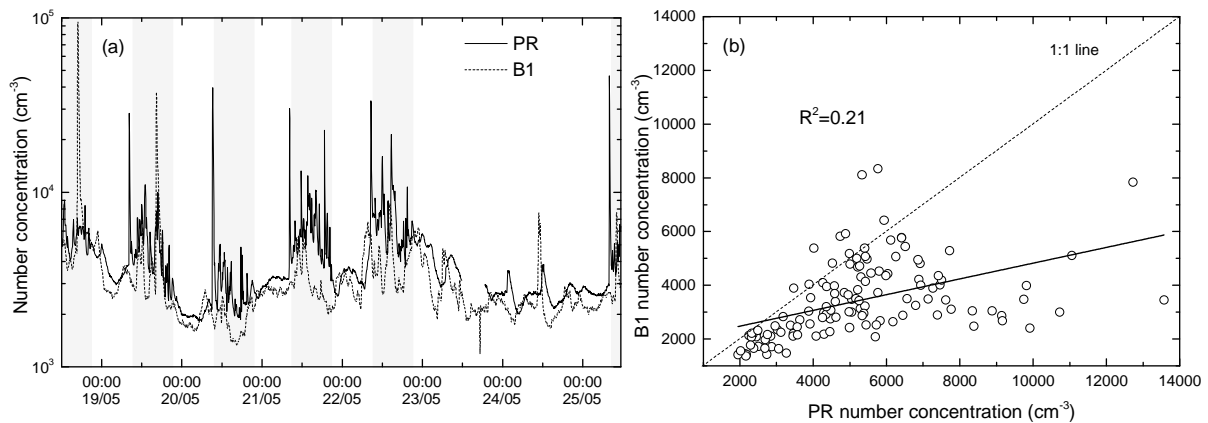 (a)
PR
B1
Number concentration (cm-3)
10^5
10^4
10^3
00:00 00:00 00:00 00:00 00:00 00:00 00:00
19/05 20/05 21/05 22/05 23/05 24/05 25/05
(b)
1:1 line
R^2=0.21
B1 number concentration (cm-3)
14000
12000
10000
8000
6000
4000
2000
2000 4000 6000 8000 10000 12000 14000
PR number concentration (cm-3)